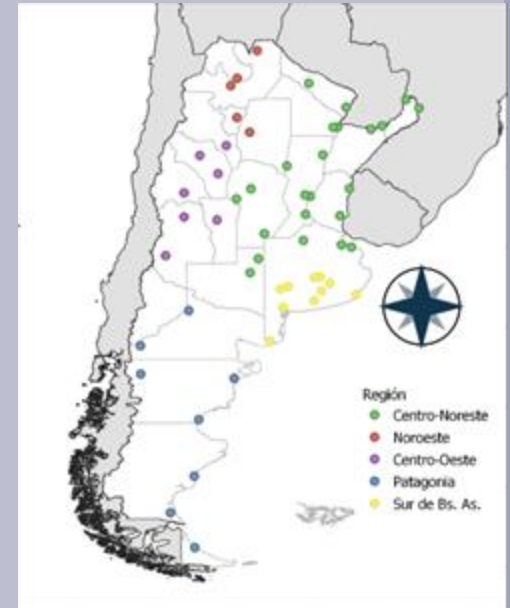 Región
Centro-Noreste
Noroeste
Centro-Oeste
Patagonia
Sur de Bs. As.